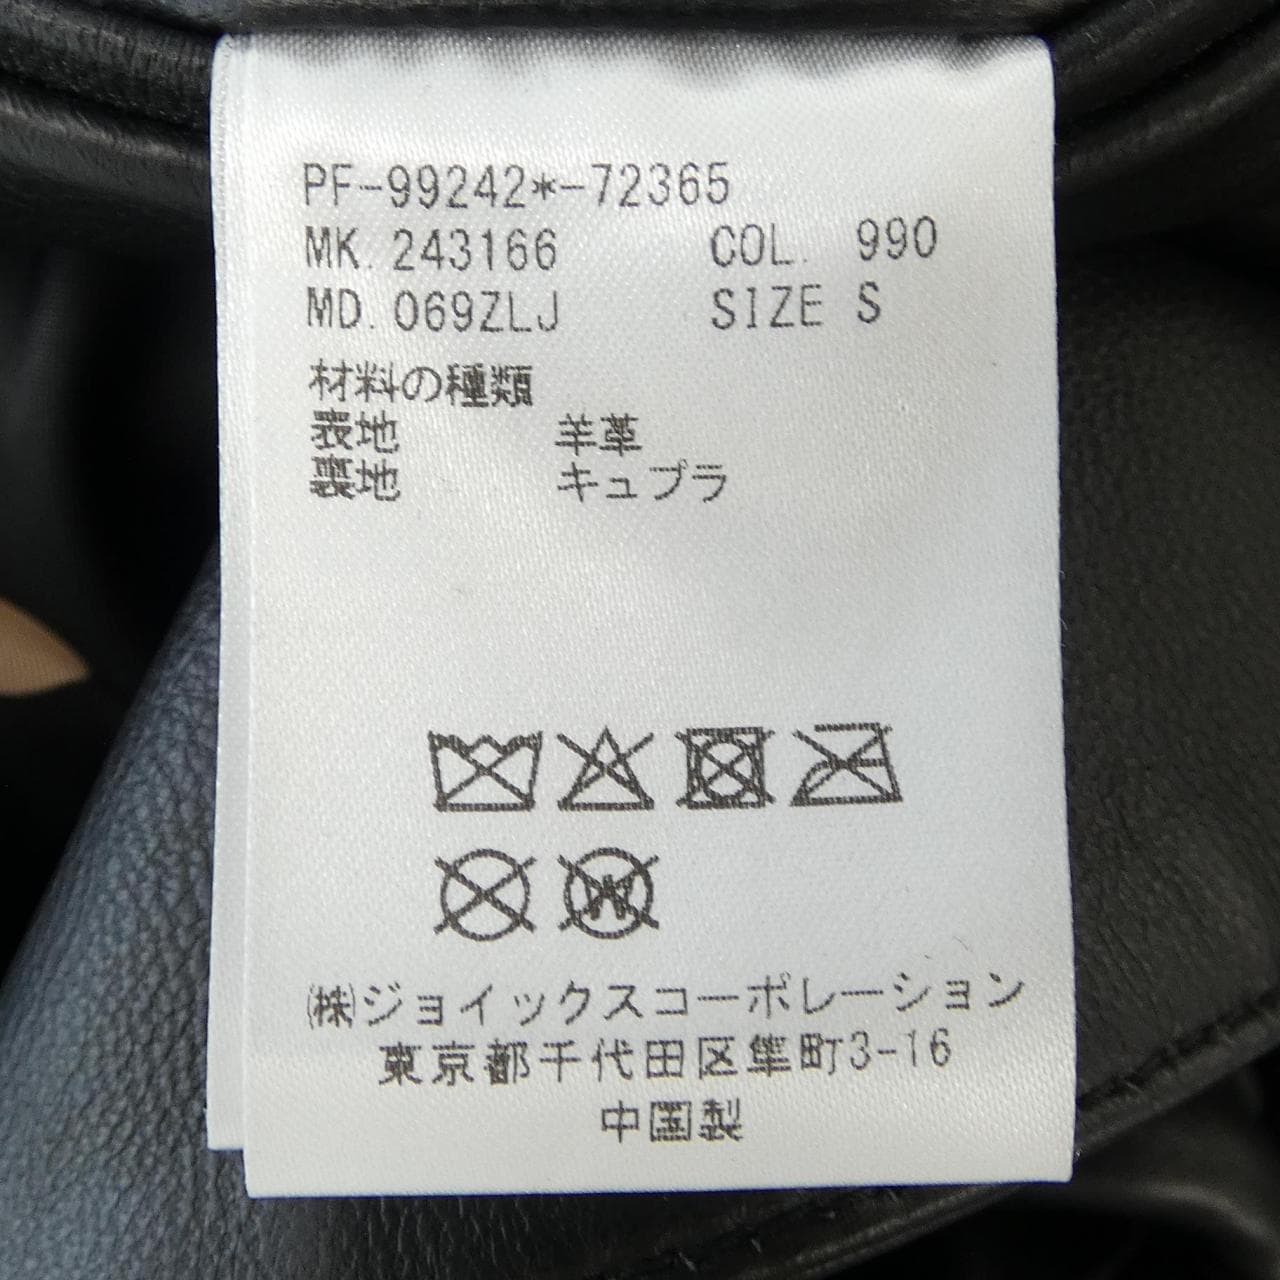 PF-99242*-72365
MK. 243166 COL. 990
MD. 069ZLJ SIZE S
材料の種類
表地 羊革
裏地 キュプラ
W
㈱ジョイックスコーポレーション
東京都千代田区隼町3-16
中国製